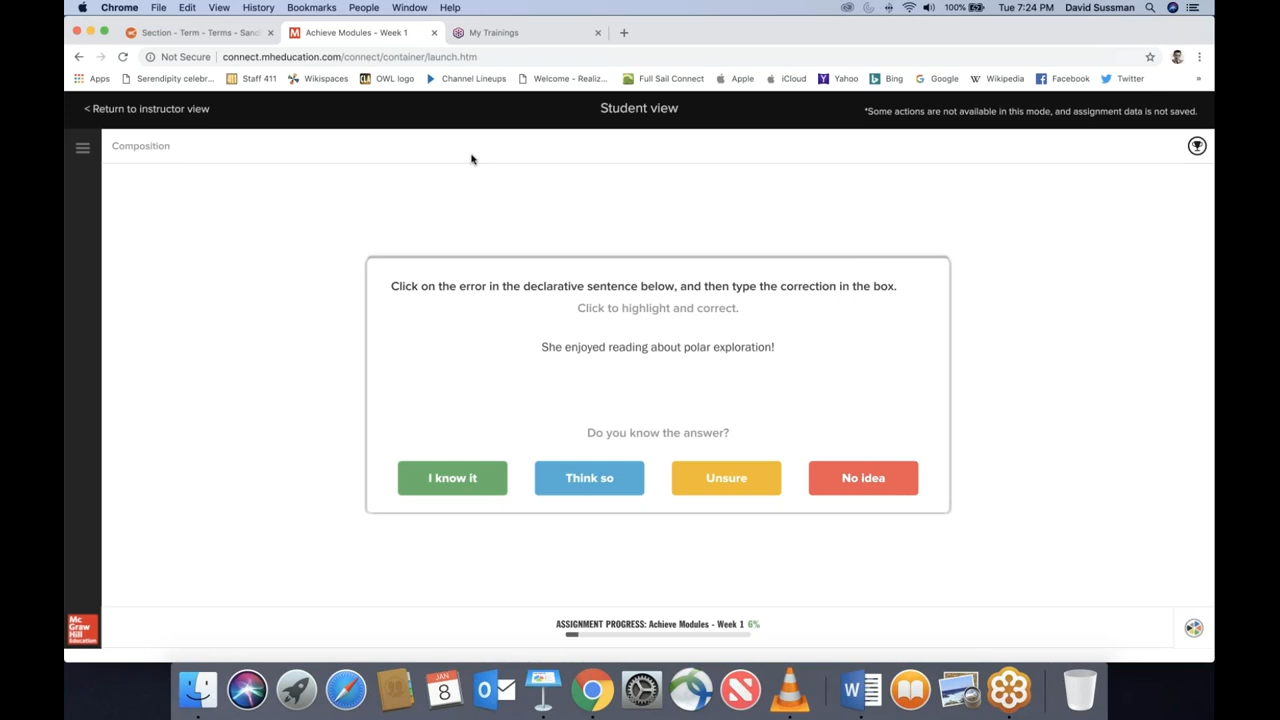 Chrome File Edit View History Bookmarks People Window Help 100% Tue 7:24 PM David Sussman
Section - Term - Terms - Sand Achieve Modules - Week 1 My Trainings
Not Secure connect.mheducation.com/connect/container/launch.htm
Apps Serendipity celebr... Staff 411 Wikispaces OWL logo Channel Lineups Welcome - Realiz... Full Sail Connect Apple iCloud Yahoo Bing Google Wikipedia Facebook Twitter »
< Return to instructor view Student view *Some actions are not available in this mode, and assignment data is not saved.
Composition
Click on the error in the declarative sentence below, and then type the correction in the box.
Click to highlight and correct.
She enjoyed reading about polar exploration!
Do you know the answer?
I know it Think so Unsure No idea
Mc
Graw
Hill
Education
ASSIGNMENT PROGRESS: Achieve Modules - Week 1 6%
JAN
8